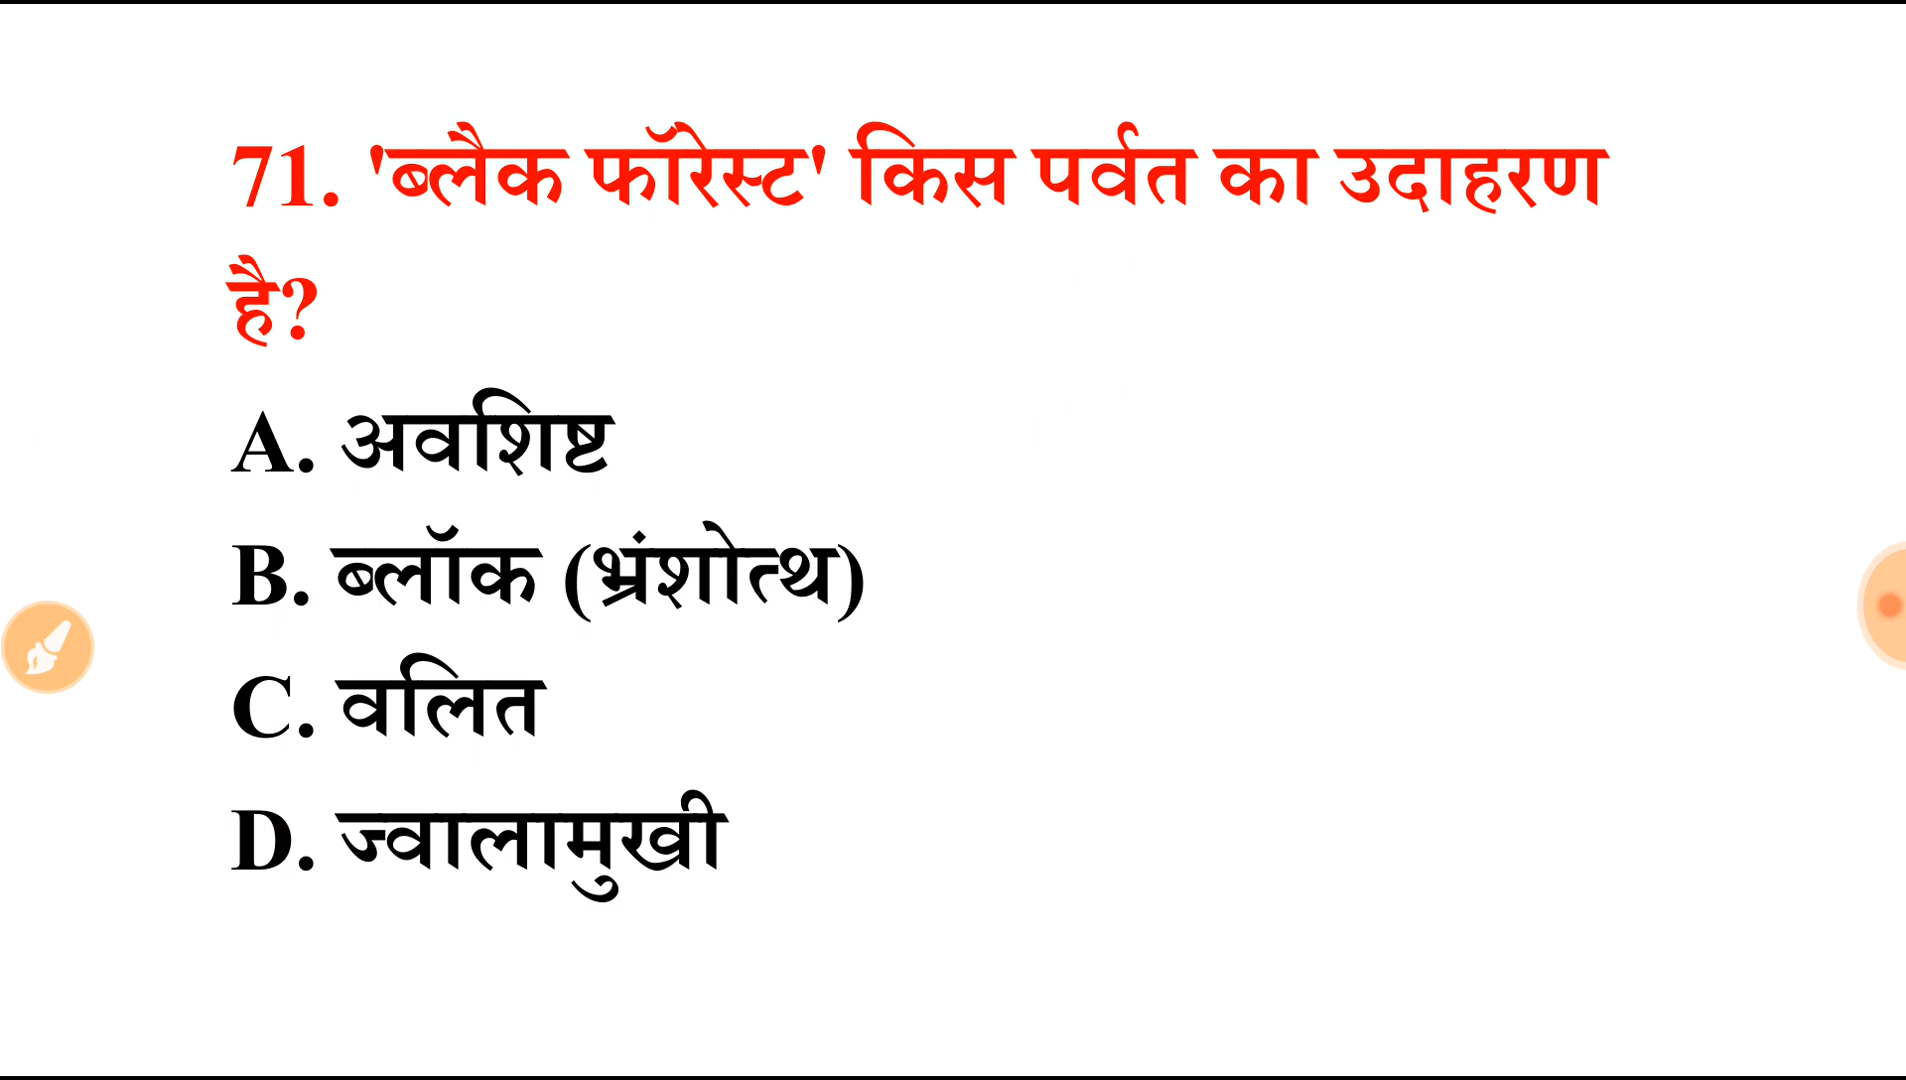 71. 'ब्लैक फॉरेस्ट' किस पर्वत का उदाहरण
है?
A. अवशिष्ट
B. ब्लॉक (भ्रंशोत्थ)
C. वलित
D. ज्वालामुखी